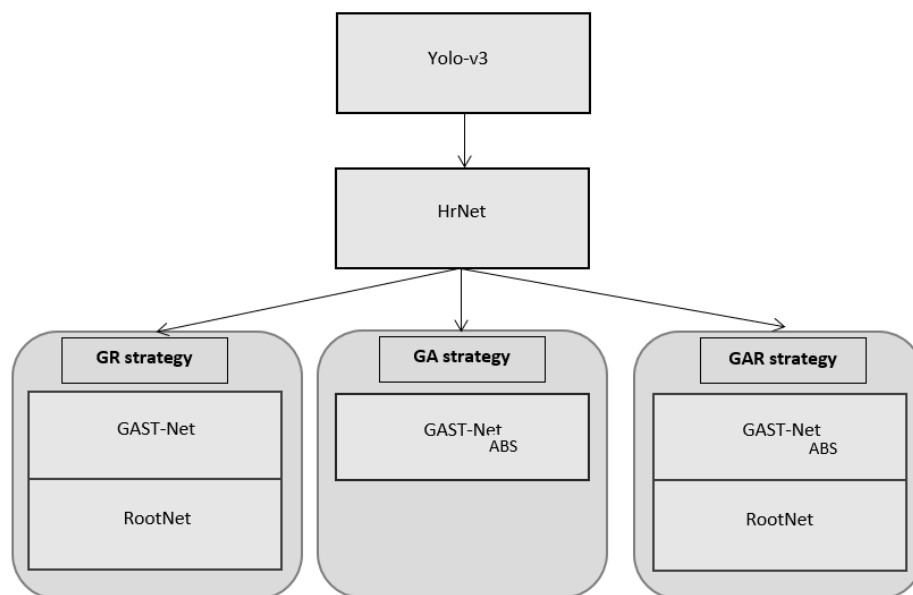 Yolo-v3
HrNet
GR strategy
GAST-Net
RootNet
GA strategy
GAST-Net
ABS
GAR strategy
GAST-Net
ABS
RootNet